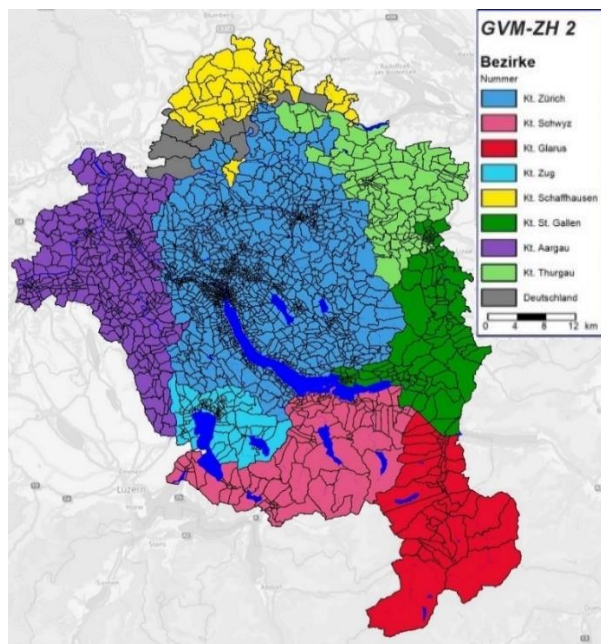 GVM-ZH 2
Bezirke
Nummer
Kt. Zürich
Kt. Schwyz
Kt. Glarus
Kt. Zug
Kt. Schaffhausen
Kt. St. Gallen
Kt. Aargau
Kt. Thurgau
Deutschland
0 4 8 12
km
Luzern